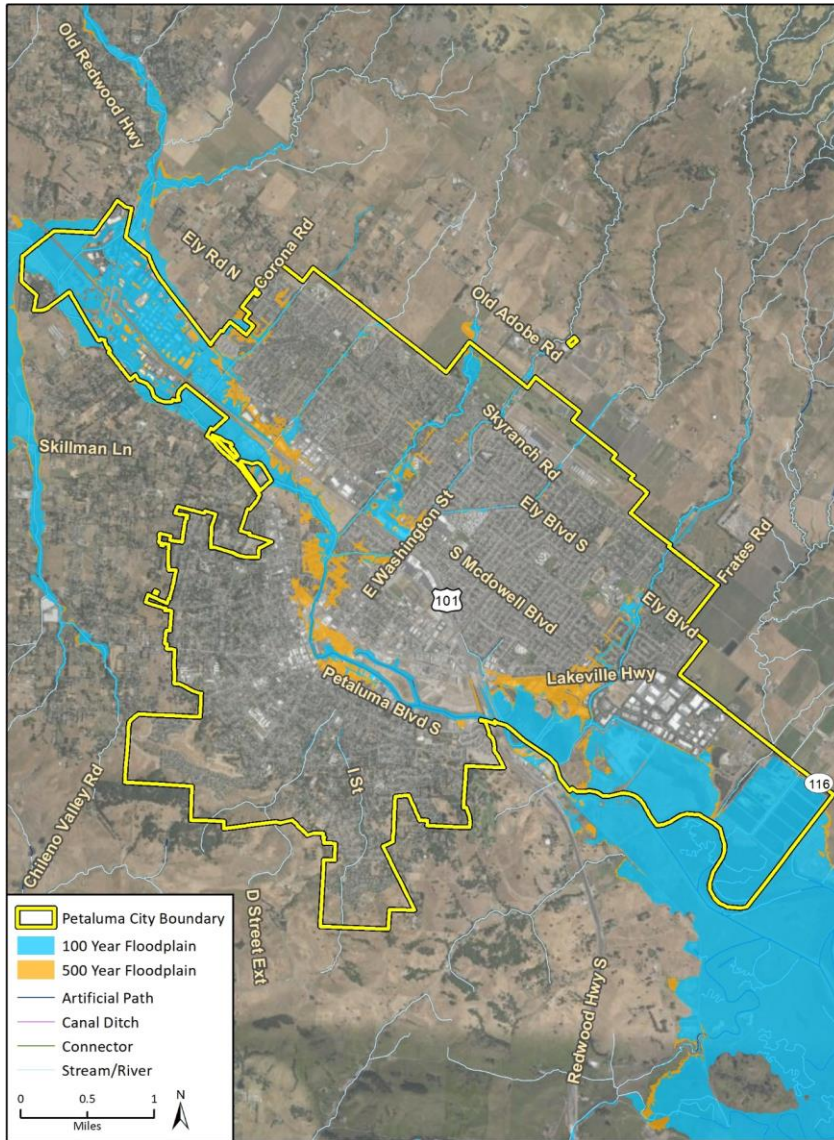 Old Redwood Hwy
Ely Rd N
Corona Rd
Old Adobe Rd
Skillman Ln
Skyranch Rd
E Washington St
Ely Blvd S
Frates Rd
S Mcdowell Blvd
101
Ely Blvd
Lakeville Hwy
Petaluma Blvd S
I St
116
Chileno Valley Rd
D Street Ext
Redwood Hwy S
Petaluma City Boundary
100 Year Floodplain
500 Year Floodplain
Artificial Path
Canal Ditch
Connector
Stream/River
0 0.5 1
Miles
N